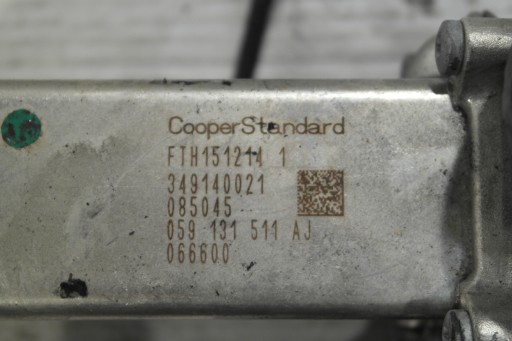 CooperStandard
FTH151214 1
349140021
085045
059 131 511 AJ
066600